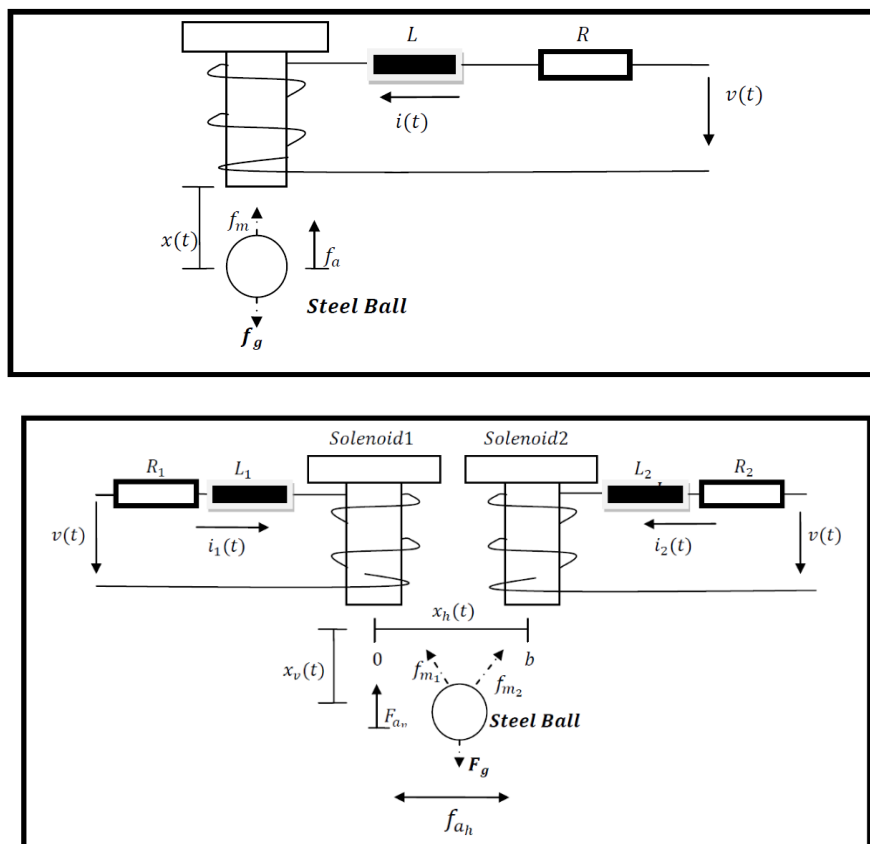 L R
i(t) v(t)
x(t) f_m f_a
Steel Ball
f_g
Solenoid1 Solenoid2
R_1 L_1 L_2 R_2
v(t) i_1(t) i_2(t) v(t)
x_h(t)
x_v(t) 0 b
f_{m_1} f_{m_2}
F_{a_v} Steel Ball
F_g
f_{a_h}